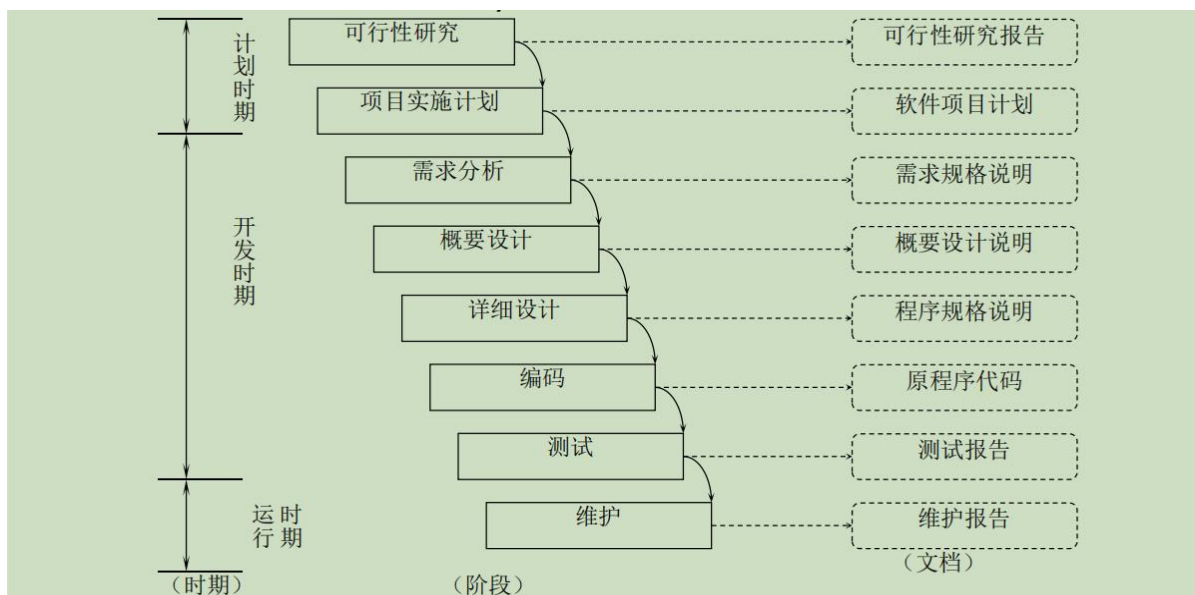 可行性研究
可行性研究报告
计划时期
项目实施计划
软件项目计划
需求分析
需求规格说明
开发时期
概要设计
概要设计说明
详细设计
程序规格说明
编码
原程序代码
测试
测试报告
运行时期
维护
维护报告
（文档）
（时期）
（阶段）